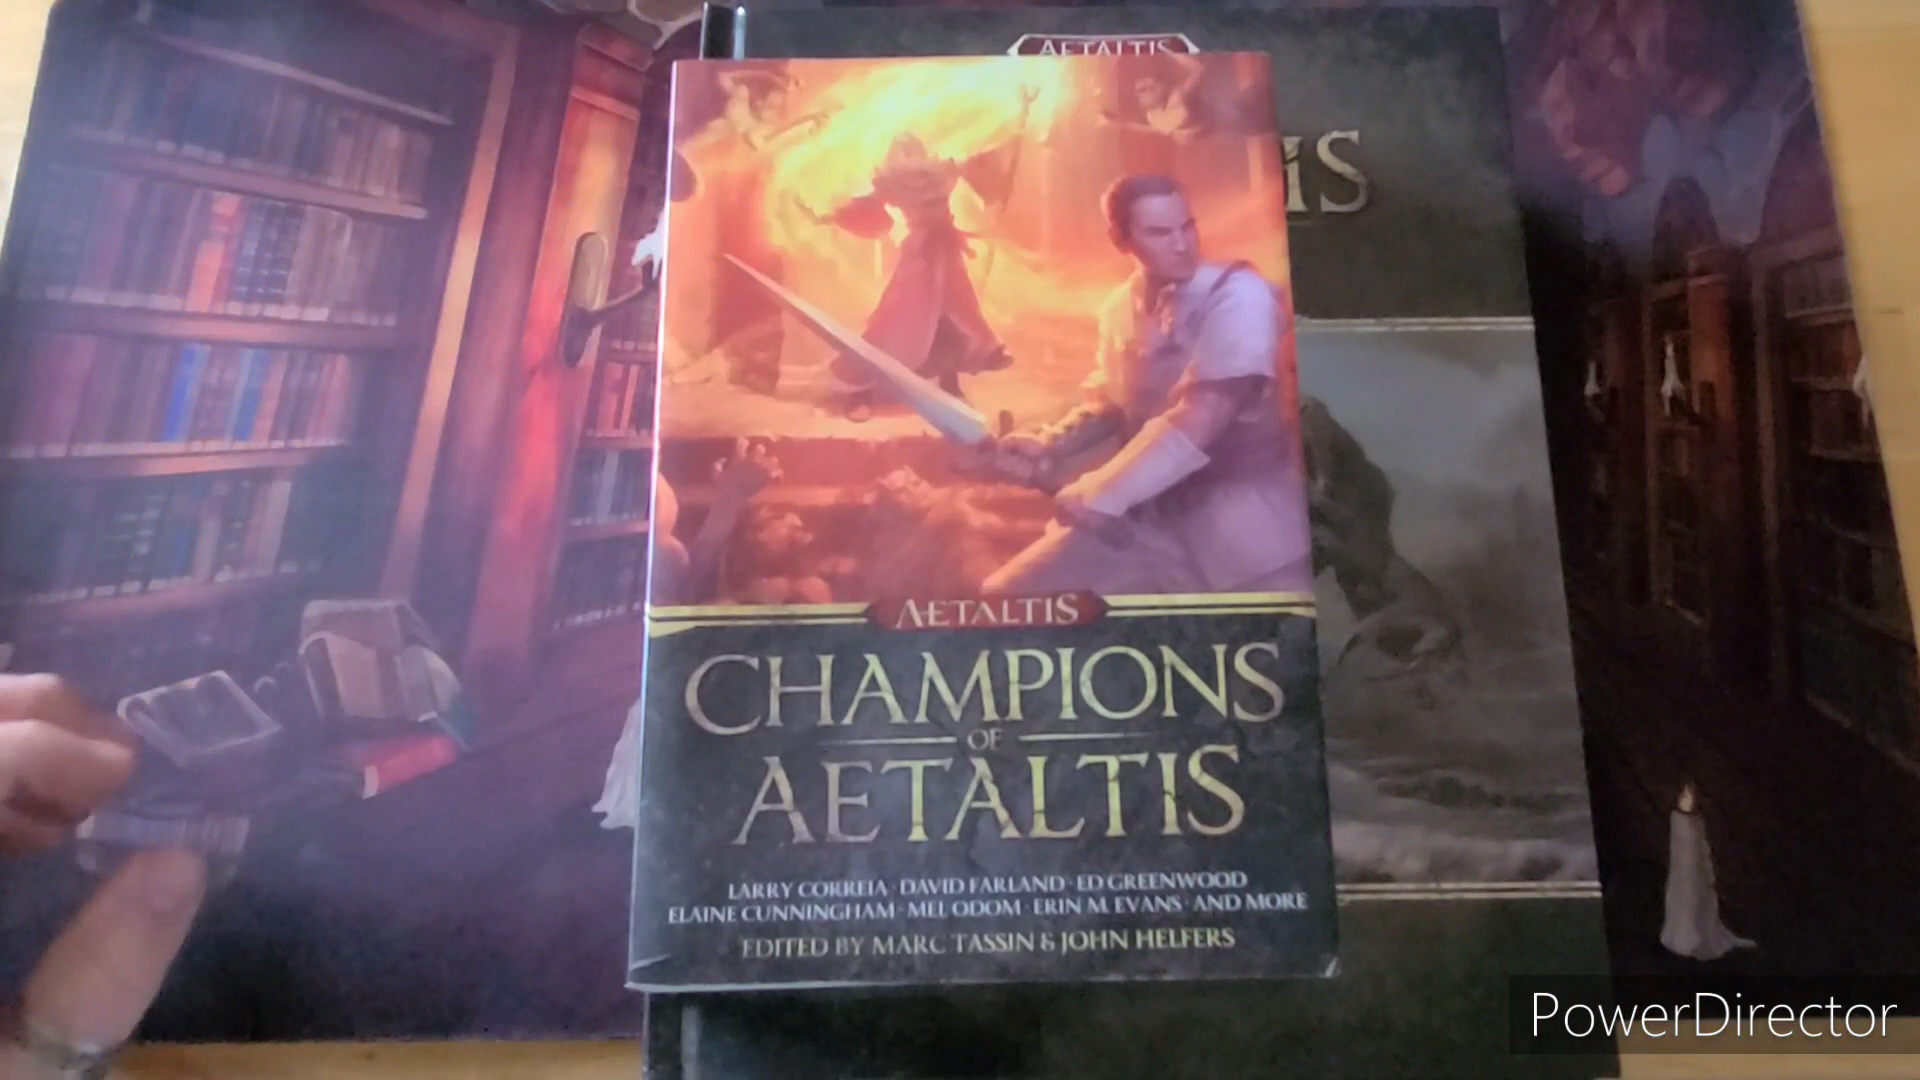 AETALTIS
IS
AETALTIS
CHAMPIONS
OF
AETALTIS
LARRY CORREIA · DAVID FARLAND · ED GREENWOOD
ELAINE CUNNINGHAM · MEL ODOM · ERIN M. EVANS · AND MORE
EDITED BY MARC TASSIN & JOHN HELFERS
PowerDirector